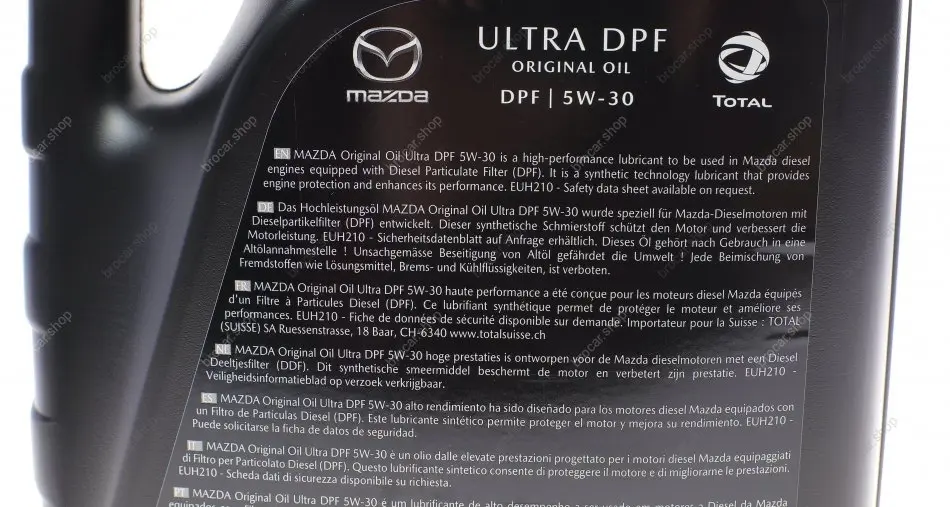 ULTRA DPF
ORIGINAL OIL
DPF | 5W-30
mazda
TOTAL
EN MAZDA Original Oil Ultra DPF 5W-30 is a high-performance lubricant to be used in Mazda diesel
engines equipped with Diesel Particulate Filter (DPF). It is a synthetic technology lubricant that provides
engine protection and enhances its performance. EUH210 - Safety data sheet available on request.
DE Das Hochleistungsöl MAZDA Original Oil Ultra DPF 5W-30 wurde speziell für Mazda-Dieselmotoren mit
Dieselpartikelfilter (DPF) entwickelt. Dieser synthetische Schmierstoff schützt den Motor und verbessert die
Motorleistung. EUH210 - Sicherheitsdatenblatt auf Anfrage erhältlich. Dieses Öl gehört nach Gebrauch in eine
Altölannahmestelle ! Unsachgemässe Beseitigung von Altöl gefährdet die Umwelt ! Jede Beimischung von
Fremdstoffen wie Lösungsmittel, Brems- und Kühlflüssigkeiten, ist verboten.
FR MAZDA Original Oil Ultra DPF 5W-30 haute performance a été conçue pour les moteurs diesel Mazda équipés
d'un Filtre à Particules Diesel (DPF). Ce lubrifiant synthétique permet de protéger le moteur et améliore ses
performances. EUH210 - Fiche de données de sécurité disponible sur demande. Importateur pour la Suisse : TOTAL
(SUISSE) SA Ruessenstrasse, 18 Baar, CH-6340 www.totalsuisse.ch
NL MAZDA Original Oil Ultra DPF 5W-30 hoge prestaties is ontworpen voor de Mazda dieselmotoren met een Diesel
Deeltjesfilter (DDF). Dit synthetische smeermiddel beschermt de motor en verbetert zijn prestatie. EUH210 -
Veiligheidsinformatieblad op verzoek verkrijgbaar.
ES MAZDA Original Oil Ultra DPF 5W-30 alto rendimiento ha sido diseñado para los motores diesel Mazda equipados con
un Filtro de Particulas Diesel (DPF). Este lubricante sintético permite proteger el motor y mejora su rendimiento. EUH210 -
Puede solicitarse la ficha de datos de seguridad.
IT MAZDA Original Oil Ultra DPF 5W-30 è un olio dalle elevate prestazioni progettato per i motori diesel Mazda equipaggiati
di Filtro per Particolato Diesel (DPF). Questo lubrificante sintetico consente di proteggere il motore e di migliorarne le prestazioni.
EUH210 - Scheda dati di sicurezza disponibile su richiesta.
PT MAZDA Original Oil Ultra DPF 5W-30 é um lubrificante de alto desempenho a ser usado em motores a Diesel da Mazda
brocar.shop